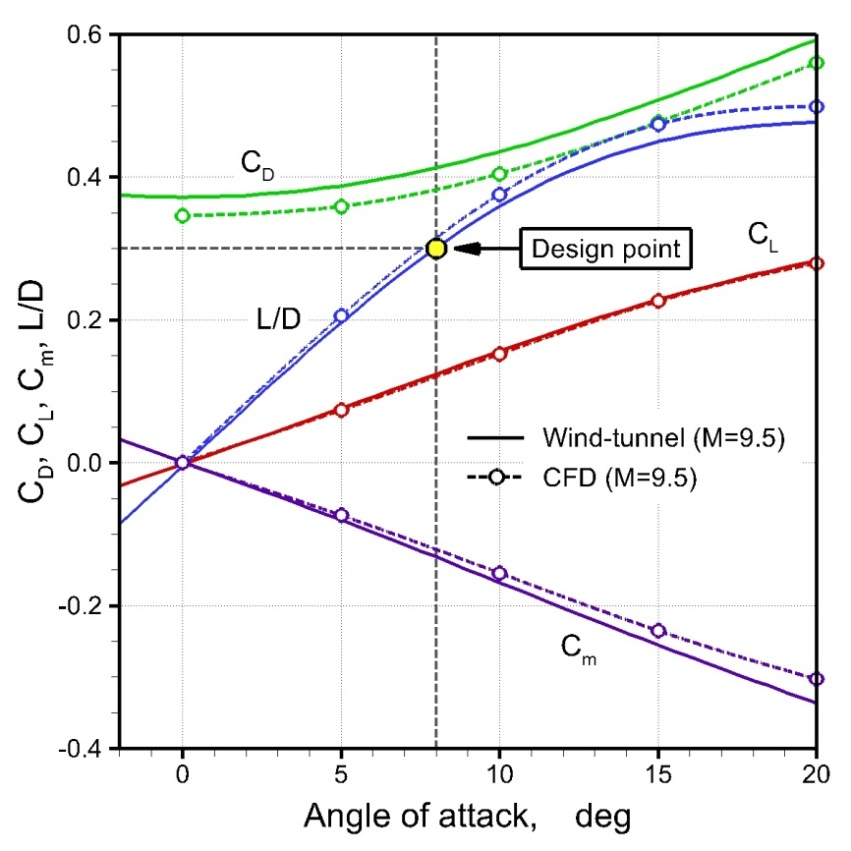 0.6
C_D
0.4
Design point
C_L
L/D
0.2
Wind-tunnel (M=9.5)
CFD (M=9.5)
0.0
-0.2
C_m
-0.4
C_D, C_L, C_m, L/D
0 5 10 15 20
Angle of attack, deg